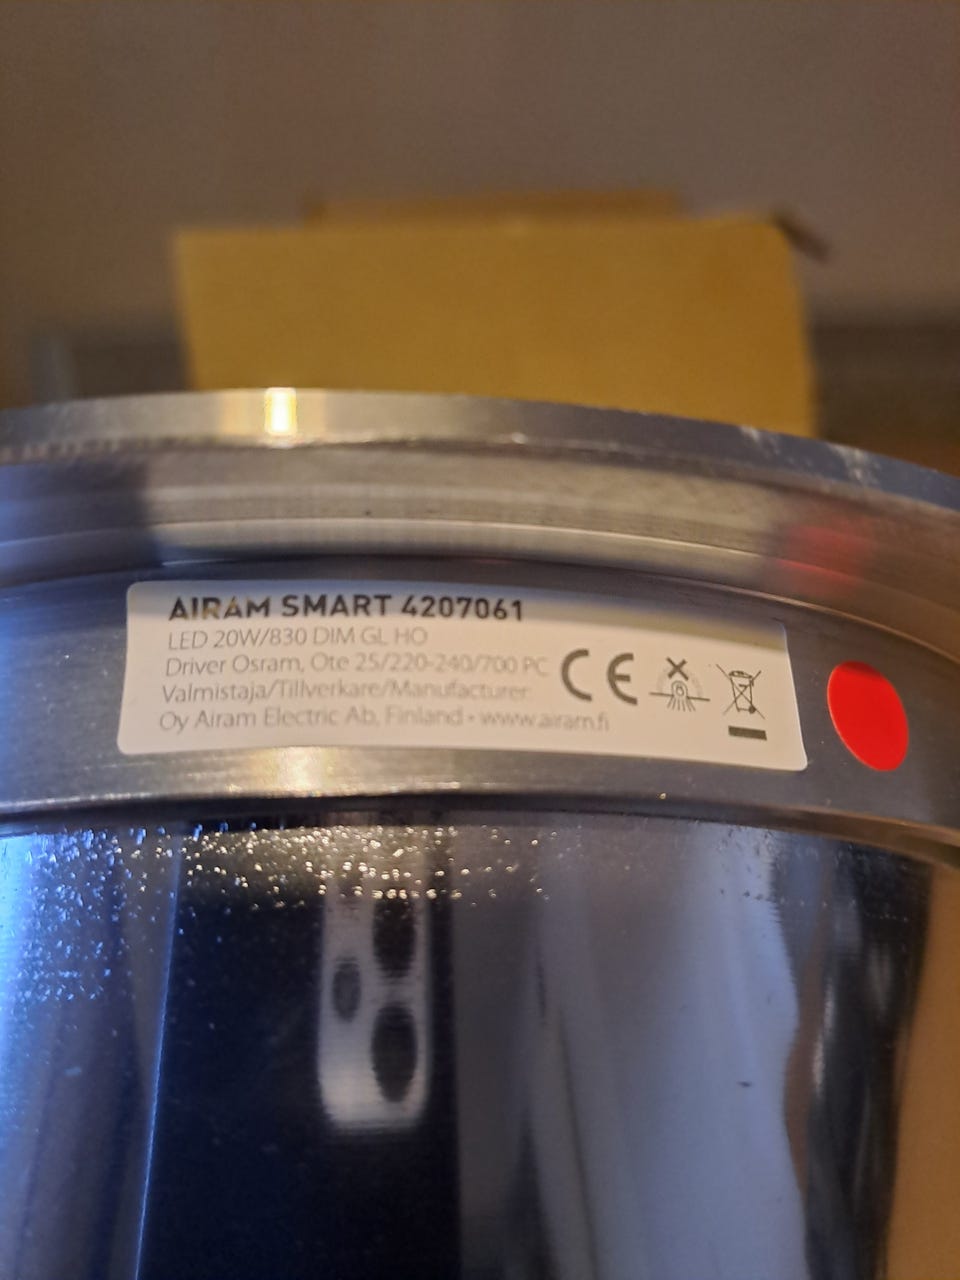 AIRAM SMART 4207061
LED 20W/830 DIM GL HO
Driver Osram, Ote 25/220-240/700 PC
Valmistaja/Tillverkare/Manufacturer:
Oy Airam Electric Ab, Finland • www.airam.fi
CE